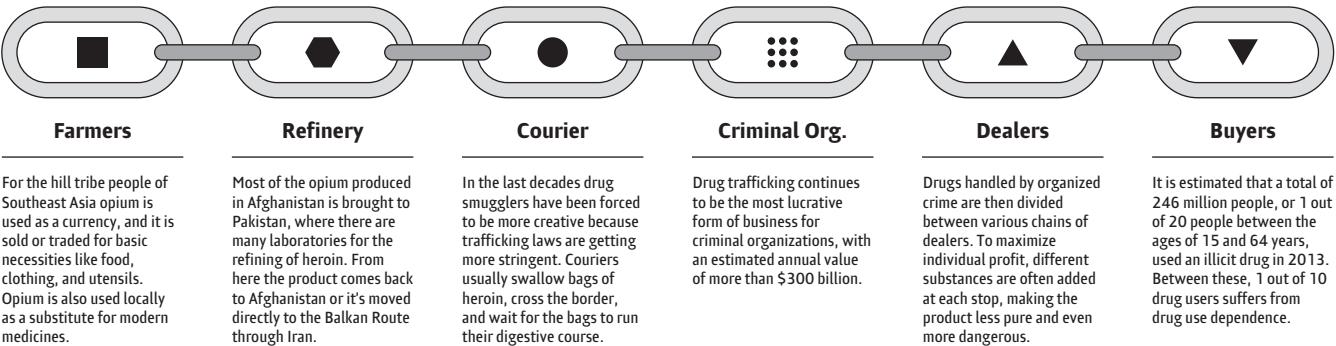 Farmers
For the hill tribe people of
Southeast Asia opium is
used as a currency, and it is
sold or traded for basic
necessities like food,
clothing, and utensils.
Opium is also used locally
as a substitute for modern
medicines.
Refinery
Most of the opium produced
in Afghanistan is brought to
Pakistan, where there are
many laboratories for the
refining of heroin. From
here the product comes back
to Afghanistan or it's moved
directly to the Balkan Route
through Iran.
Courier
In the last decades drug
smugglers have been forced
to be more creative because
trafficking laws are getting
more stringent. Couriers
usually swallow bags of
heroin, cross the border,
and wait for the bags to run
their digestive course.
Criminal Org.
Drug trafficking continues
to be the most lucrative
form of business for
criminal organizations, with
an estimated annual value
of more than $300 billion.
Dealers
Drugs handled by organized
crime are then divided
between various chains of
dealers. To maximize
individual profit, different
substances are often added
at each stop, making the
product less pure and even
more dangerous.
Buyers
It is estimated that a total of
246 million people, or 1 out
of 20 people between the
ages of 15 and 64 years,
used an illicit drug in 2013.
Between these, 1 out of 10
drug users suffers from
drug use dependence.